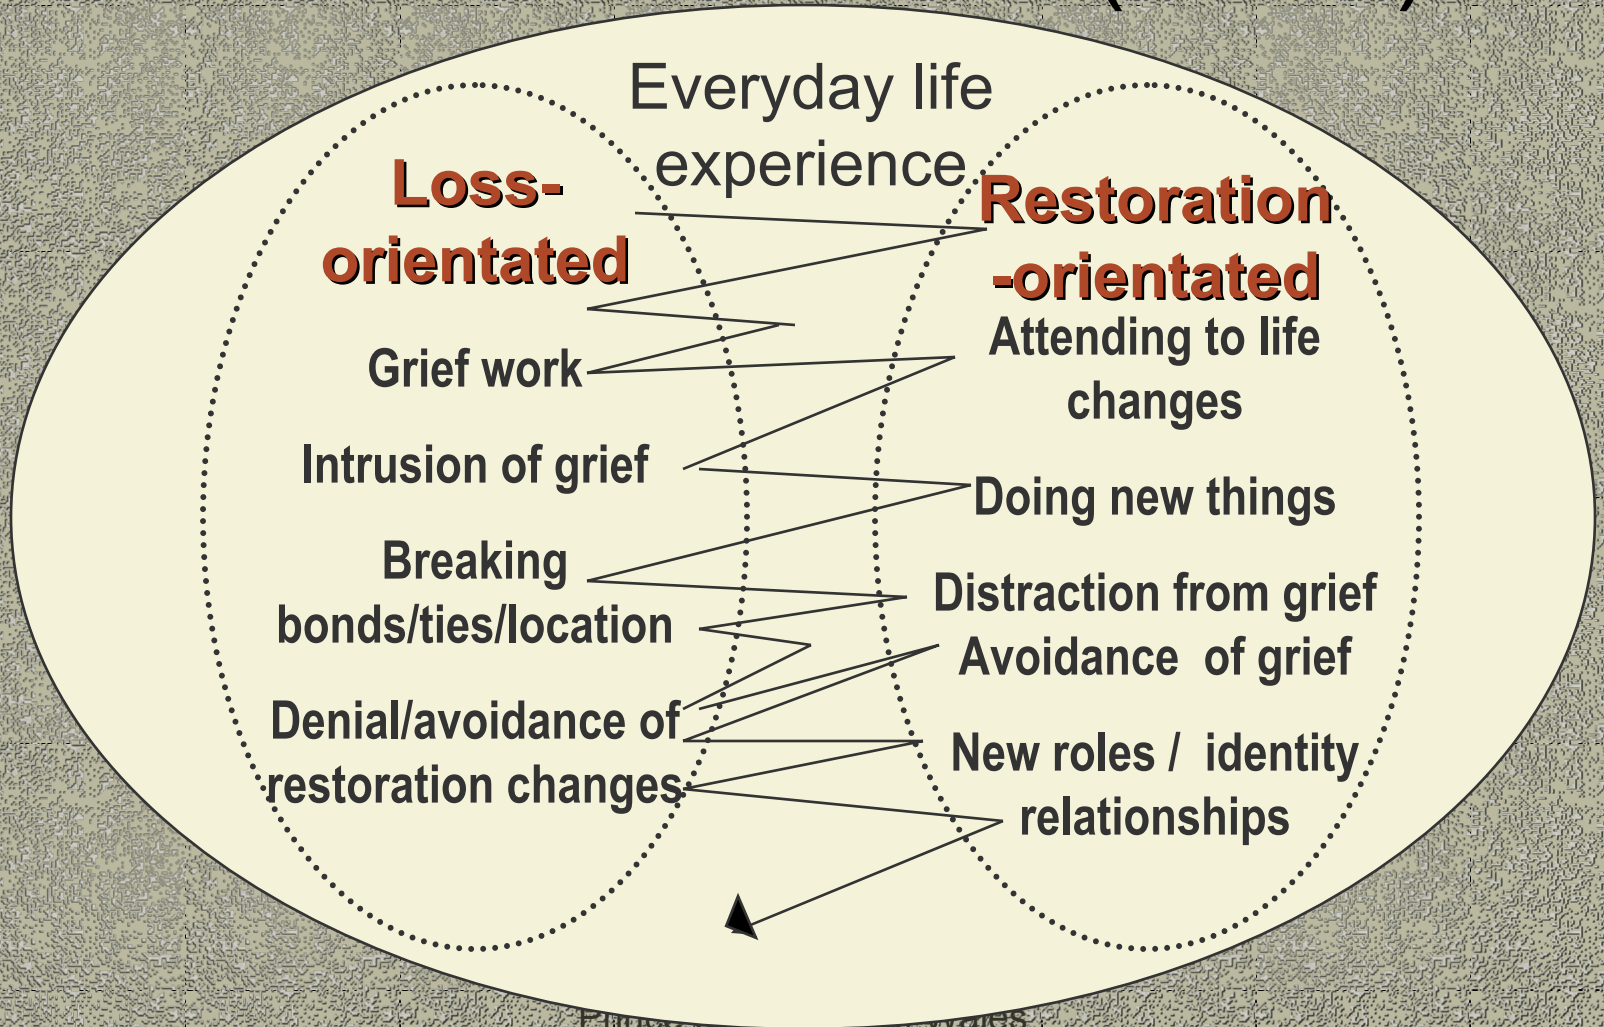 Everyday life
experience
Loss-
orientated
Grief work
Intrusion of grief
Breaking
bonds/ties/location
Denial/avoidance of
restoration changes
Restoration
-orientated
Attending to life
changes
Doing new things
Distraction from grief
Avoidance  of grief
New roles /  identity
relationships